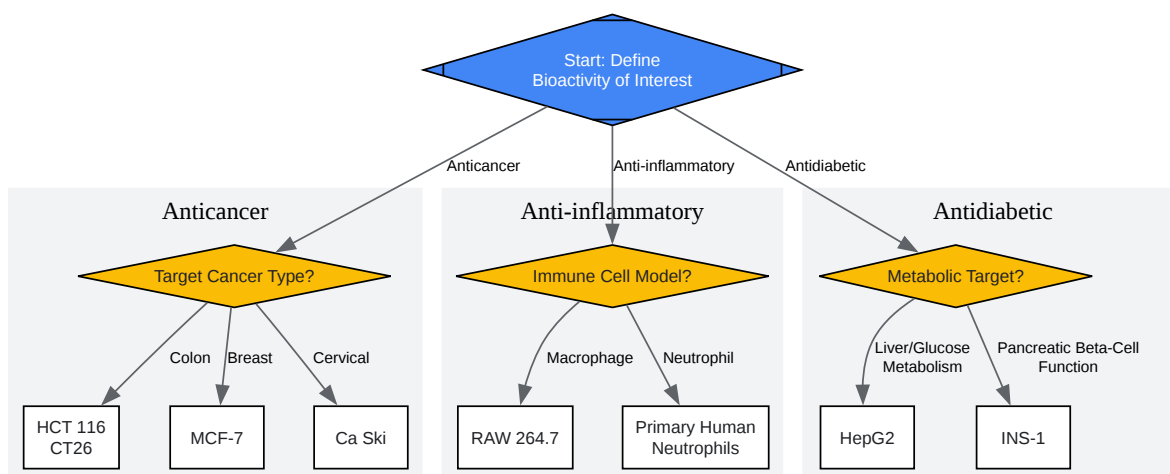 Start: Define
Bioactivity of Interest
Anticancer
Anti-inflammatory
Antidiabetic
Anticancer
Anti-inflammatory
Antidiabetic
Target Cancer Type?
Immune Cell Model?
Metabolic Target?
Colon
Breast
Cervical
Macrophage
Neutrophil
Liver/Glucose
Metabolism
Pancreatic Beta-Cell
Function
HCT 116
CT26
MCF-7
Ca Ski
RAW 264.7
Primary Human
Neutrophils
HepG2
INS-1